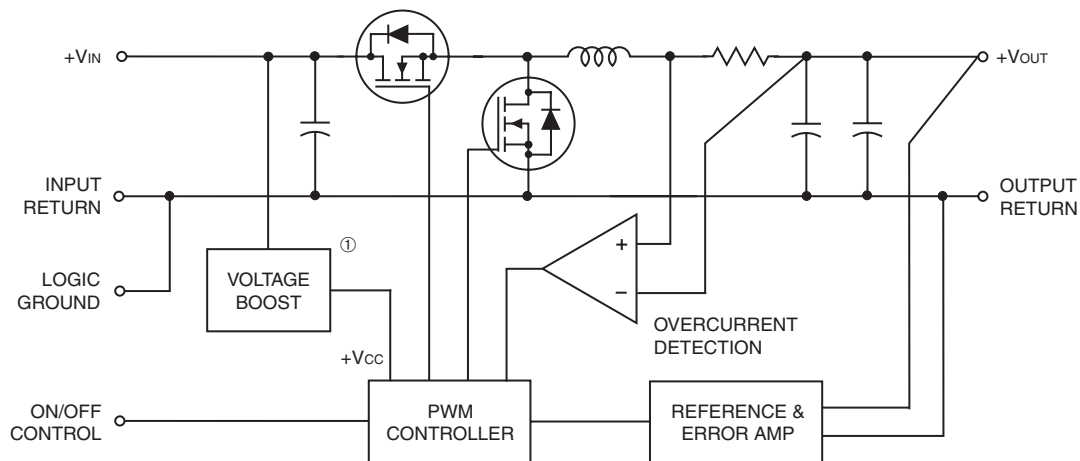 +VIN
+VOUT
INPUT
RETURN
OUTPUT
RETURN
①
LOGIC
GROUND
VOLTAGE
BOOST
+
−
OVERCURRENT
DETECTION
+VCC
ON/OFF
CONTROL
PWM
CONTROLLER
REFERENCE &
ERROR AMP